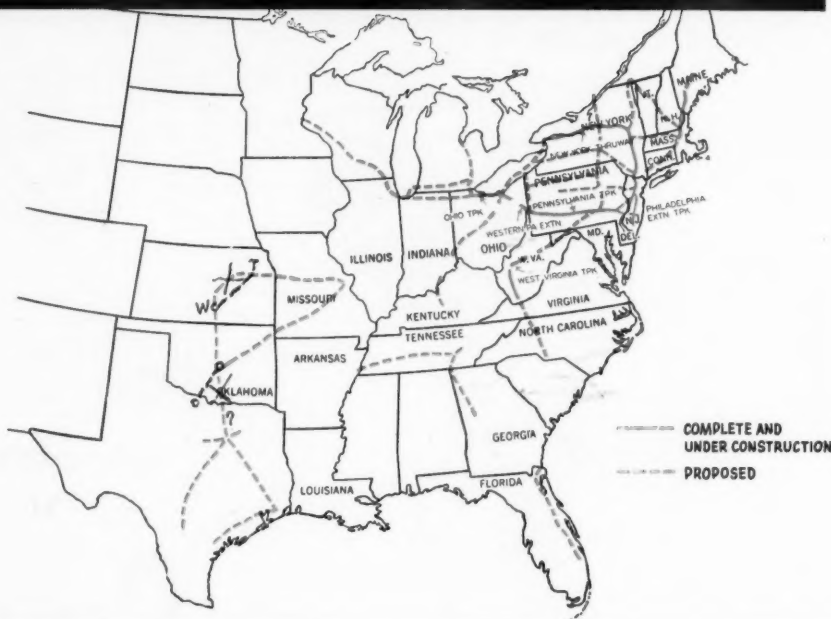 MAINE
VT.
N.H.
NEW YORK
NEW YORK THRUWAY
MASS
CONN.
PENNSYLVANIA
PENNSYLVANIA TPK
PHILADELPHIA
EXTN TPK
N.J.
OHIO TPK
WESTERN PA EXTN
MD.
DEL.
ILLINOIS
INDIANA
OHIO
W.VA.
WEST VIRGINIA TPK
T
W
MISSOURI
KENTUCKY
VIRGINIA
TENNESSEE
NORTH CAROLINA
ARKANSAS
OKLAHOMA
?
GEORGIA
COMPLETE AND
UNDER CONSTRUCTION
PROPOSED
LOUISIANA
FLORIDA